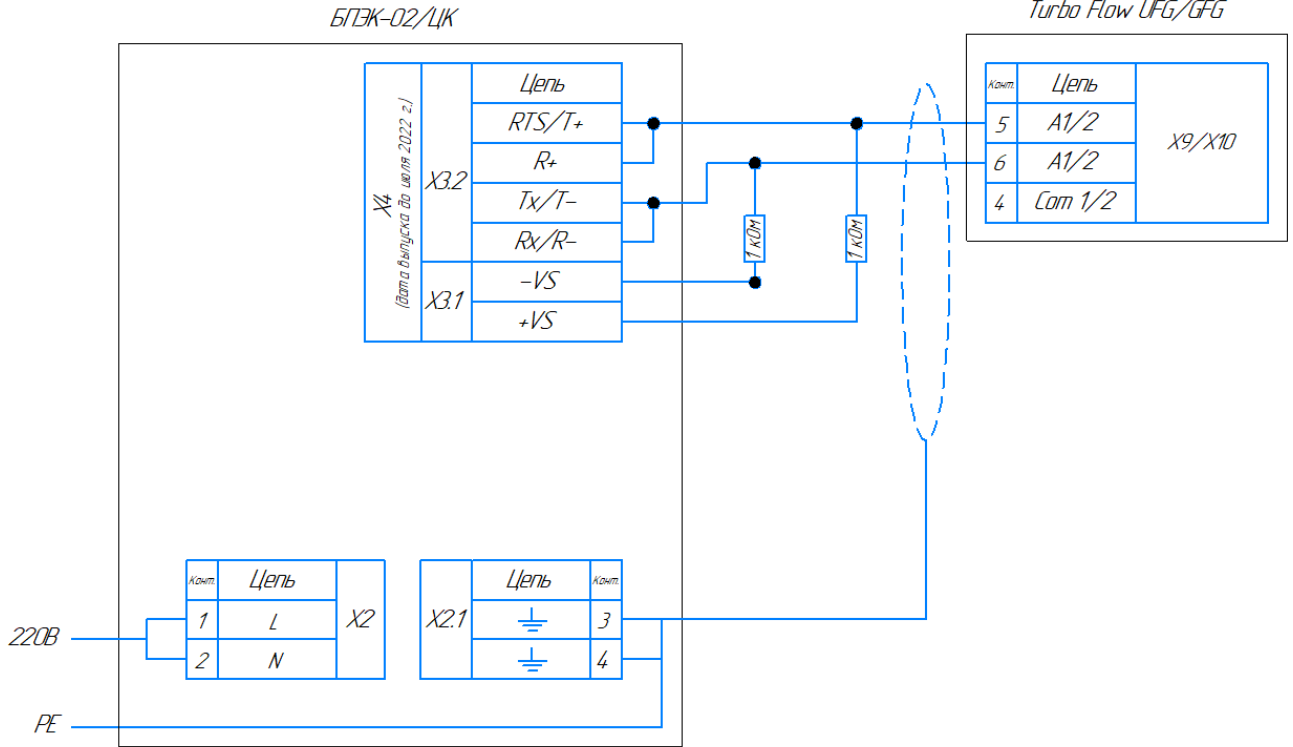 БПЭК-02/ЦК
Turbo Flow UFG/GFG
X4
(дата выпуска до июля 2022 г.)
X3.2
X3.1
Цепь
RTS/T+
R+
Tx/T-
Rx/R-
-VS
+VS
1 кОм
1 кОм
Конт. Цепь
5 A1/2
6 A1/2
4 Com 1/2
X9/X10
220В
PE
Конт. Цепь
1 L
2 N
X2
X2.1
Цепь Конт.
3
4